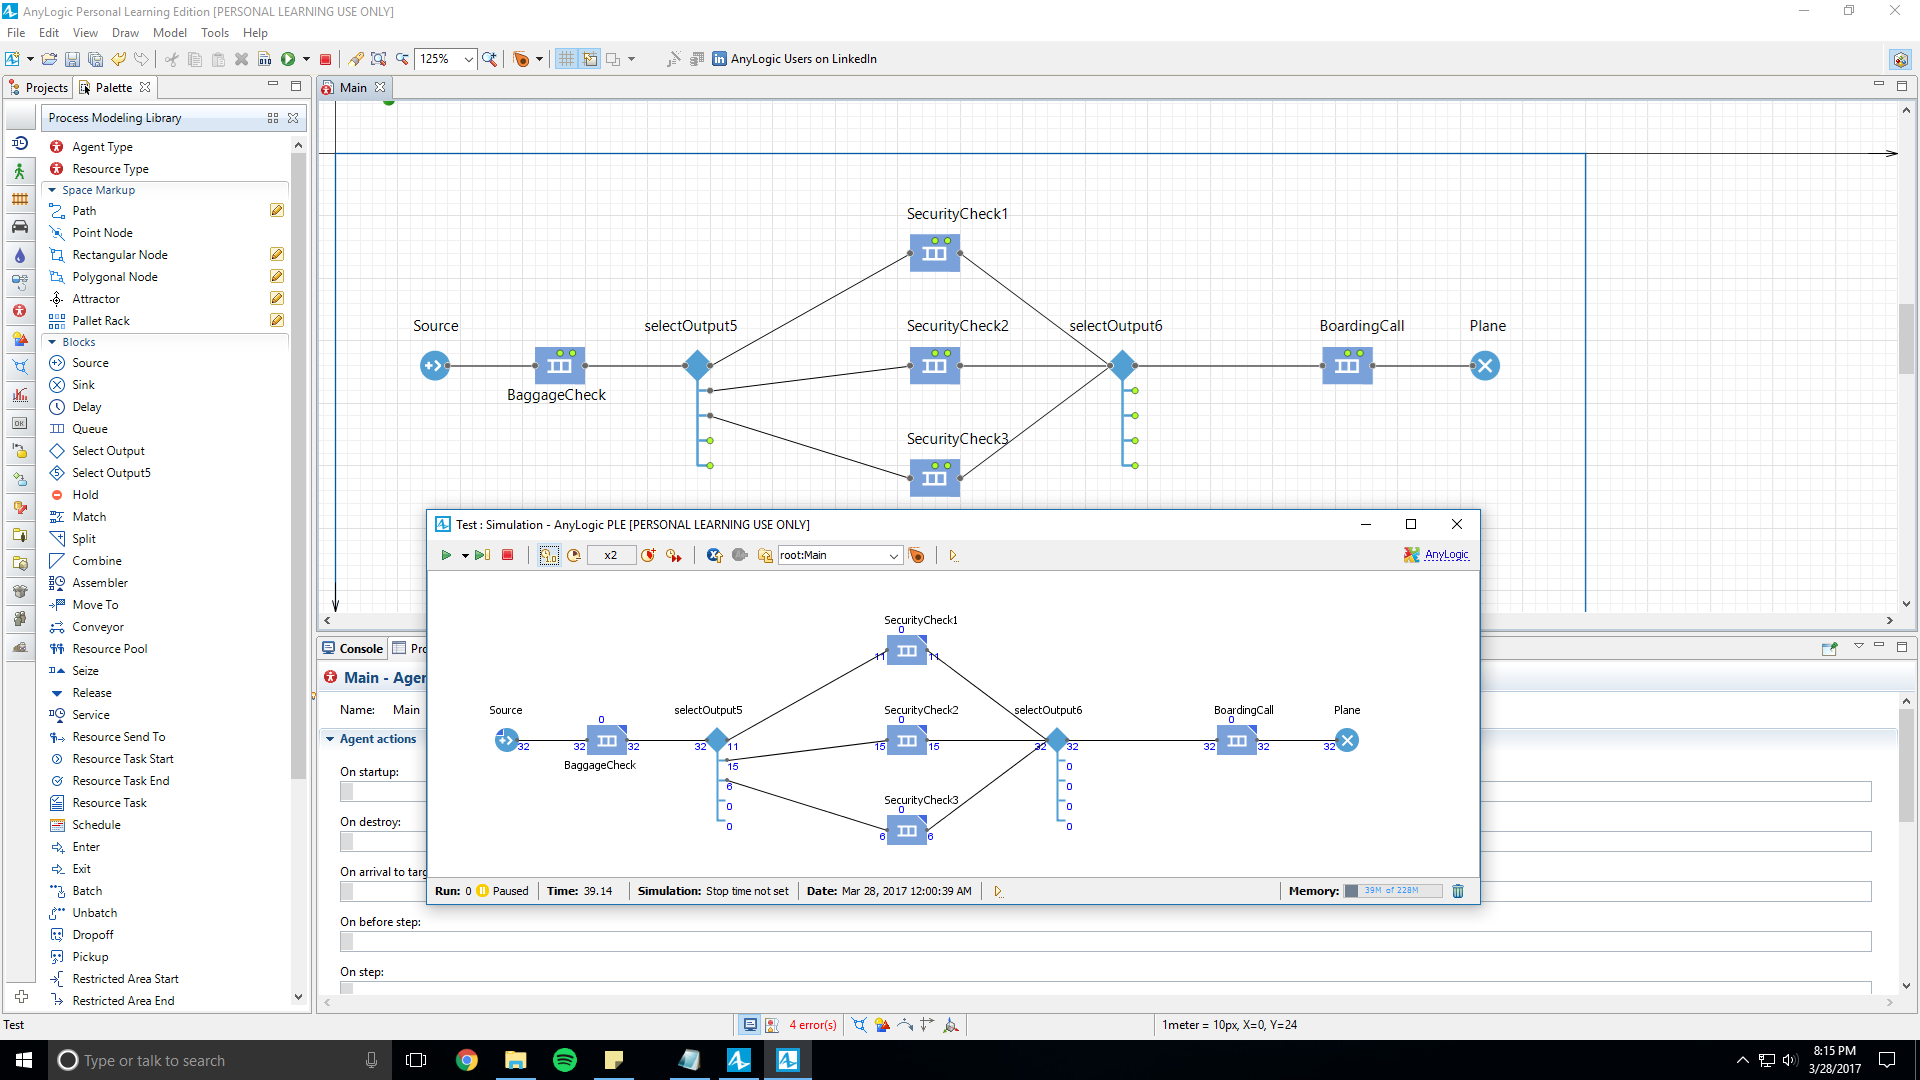 AnyLogic Personal Learning Edition [PERSONAL LEARNING USE ONLY]
File Edit View Draw Model Tools Help
125%
AnyLogic Users on LinkedIn
Projects
Palette
Main
Process Modeling Library
Agent Type
Resource Type
Space Markup
Path
Point Node
Rectangular Node
Polygonal Node
Attractor
Pallet Rack
Blocks
Source
Sink
Delay
Queue
Select Output
Select Output5
Hold
Match
Split
Combine
Assembler
Move To
Conveyor
Resource Pool
Seize
Release
Service
Resource Send To
Resource Task Start
Resource Task End
Resource Task
Schedule
Enter
Exit
Batch
Unbatch
Dropoff
Pickup
Restricted Area Start
Restricted Area End
SecurityCheck1
Source
selectOutput5
SecurityCheck2
selectOutput6
BoardingCall
Plane
BaggageCheck
SecurityCheck3
Test : Simulation - AnyLogic PLE [PERSONAL LEARNING USE ONLY]
x2
root:Main
AnyLogic
SecurityCheck1
0
11 11
Source
selectOutput5
SecurityCheck2
selectOutput6
BoardingCall
Plane
0 0 0
32 32 32 32 11 15 15 32 32 32 32 32
BaggageCheck
15 0
6 0
SecurityCheck3
0
0 0
6 6
0 0
Run: 0 Paused
Time: 39.14
Simulation: Stop time not set
Date: Mar 28, 2017 12:00:39 AM
Memory: 39M of 228M
Console
Pr
Main - Ager
Name: Main
Agent actions
On startup:
On destroy:
On arrival to targ
On before step:
On step:
Test
4 error(s)
1meter = 10px, X=0, Y=24
Type or talk to search
8:15 PM
3/28/2017